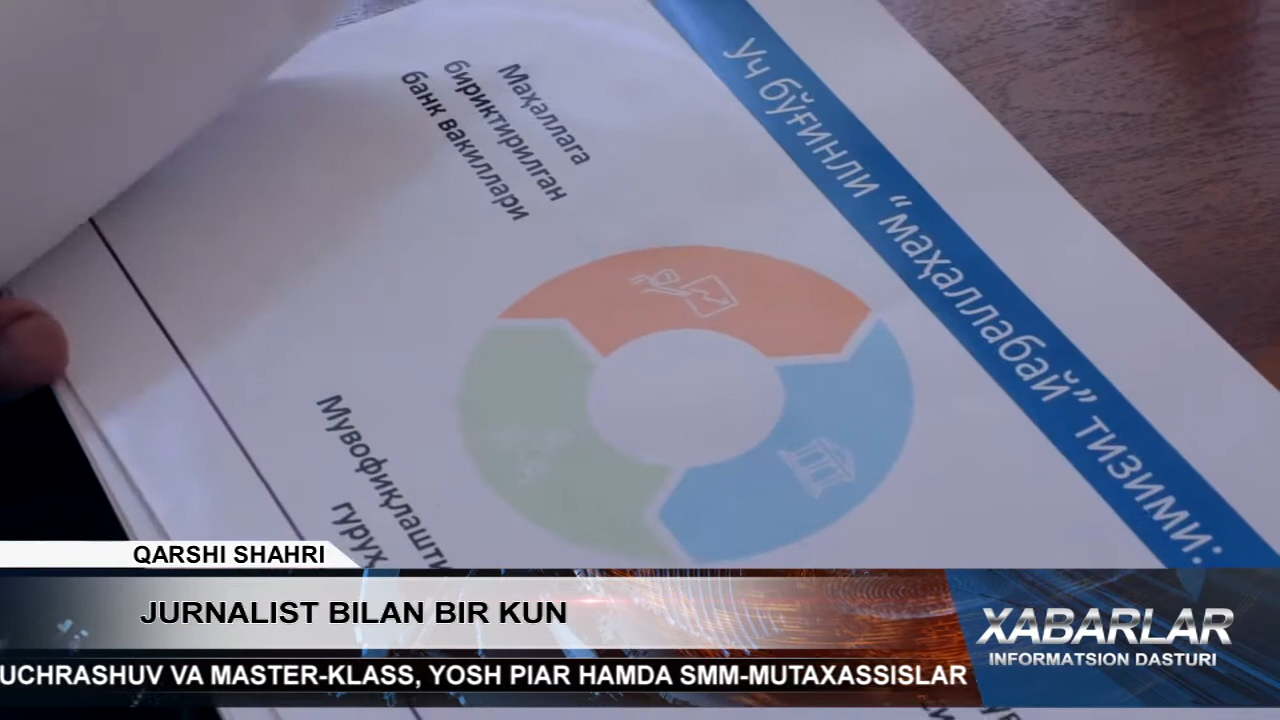 Уч бўғинли “маҳаллабай” тизими:
Маҳаллага
бириктирилган
банк вакиллари
гуруҳ
QARSHI SHAHRI
JURNALIST BILAN BIR KUN
XABARLAR
INFORMATSION DASTURI
UCHRASHUV VA MASTER-KLASS, YOSH PIAR HAMDA SMM-MUTAXASSISLAR